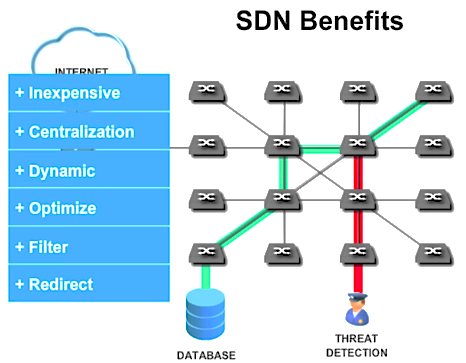 SDN Benefits
INTERNET
+ Inexpensive
+ Centralization
+ Dynamic
+ Optimize
+ Filter
+ Redirect
DATABASE
THREAT
DETECTION